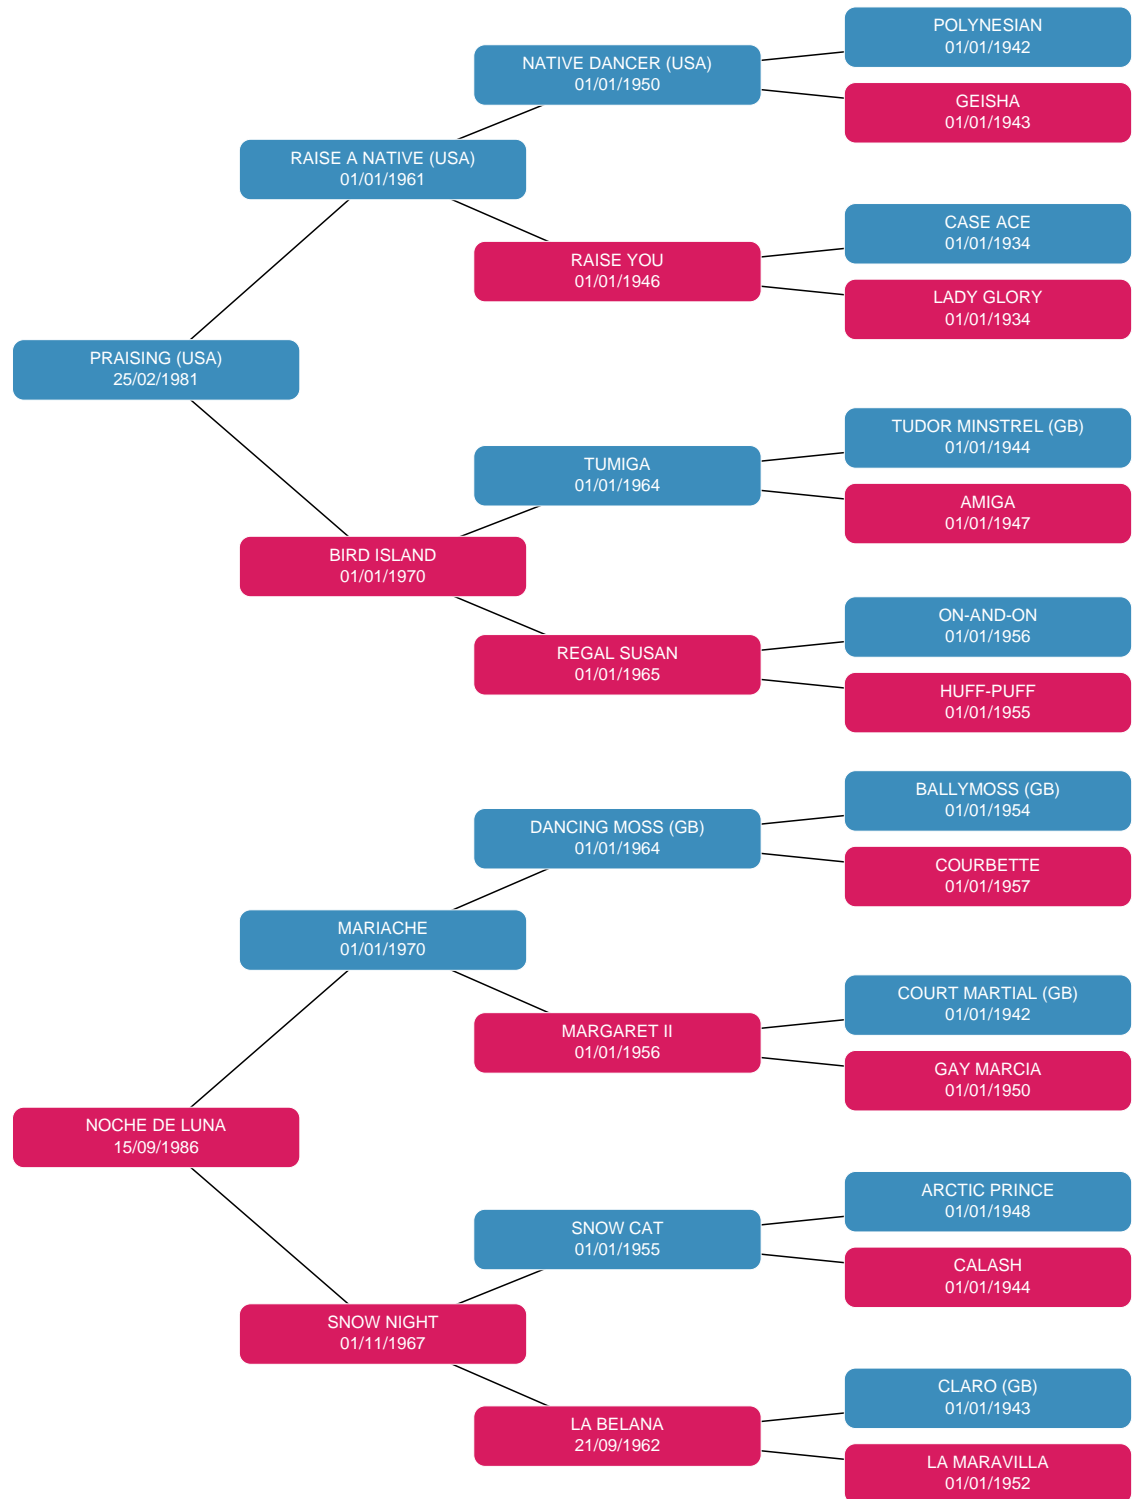 POLYNESIAN
01/01/1942
NATIVE DANCER (USA)
01/01/1950
GEISHA
01/01/1943
RAISE A NATIVE (USA)
01/01/1961
CASE ACE
01/01/1934
RAISE YOU
01/01/1946
LADY GLORY
01/01/1934
PRAISING (USA)
25/02/1981
TUDOR MINSTREL (GB)
01/01/1944
TUMIGA
01/01/1964
AMIGA
01/01/1947
BIRD ISLAND
01/01/1970
ON-AND-ON
01/01/1956
REGAL SUSAN
01/01/1965
HUFF-PUFF
01/01/1955
BALLYMOSS (GB)
01/01/1954
DANCING MOSS (GB)
01/01/1964
COURBETTE
01/01/1957
MARIACHE
01/01/1970
COURT MARTIAL (GB)
01/01/1942
MARGARET II
01/01/1956
GAY MARCIA
01/01/1950
NOCHE DE LUNA
15/09/1986
ARCTIC PRINCE
01/01/1948
SNOW CAT
01/01/1955
CALASH
01/01/1944
SNOW NIGHT
01/11/1967
CLARO (GB)
01/01/1943
LA BELANA
21/09/1962
LA MARAVILLA
01/01/1952